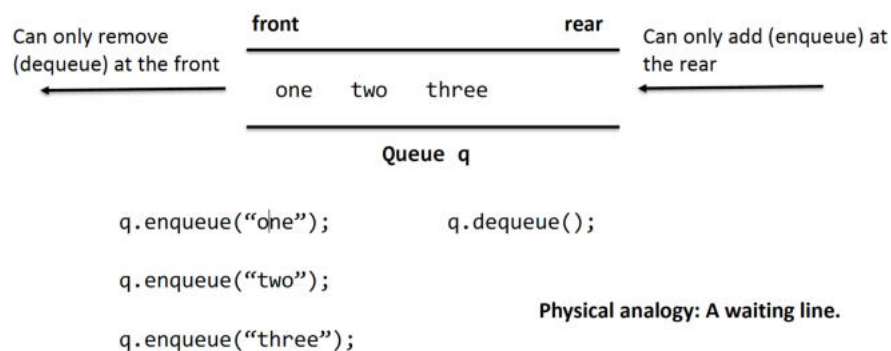 front rear
Can only remove
(dequeue) at the front
Can only add (enqueue) at
the rear
one two three
Queue q
q.enqueue(“one”); q.dequeue();
q.enqueue(“two”);
Physical analogy: A waiting line.
q.enqueue(“three”);